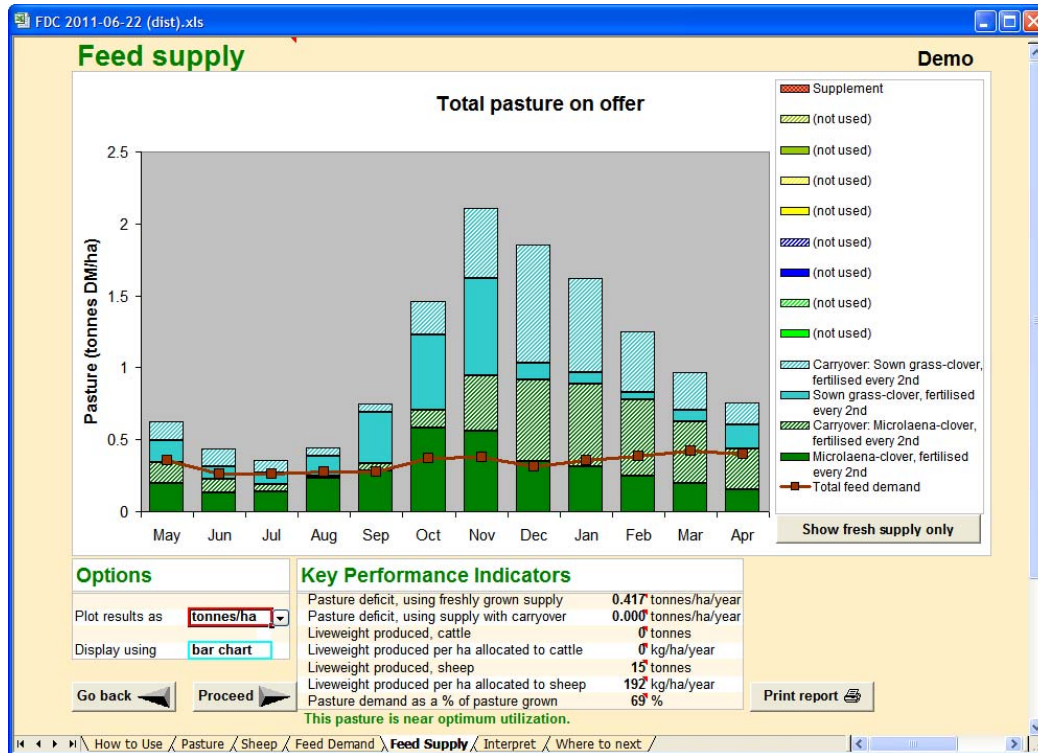 FDC 2011-06-22 (dist).xls
Feed supply
Demo
Total pasture on offer
Pasture (tonnes DM/ha)
2.5
2
1.5
1
0.5
0
May Jun Jul Aug Sep Oct Nov Dec Jan Feb Mar Apr
Supplement
(not used)
(not used)
(not used)
(not used)
(not used)
(not used)
(not used)
(not used)
Carryover: Sown grass-clover,
fertilised every 2nd
Sown grass-clover, fertilised
every 2nd
Carryover: Microlaena-clover,
fertilised every 2nd
Microlaena-clover, fertilised
every 2nd
Total feed demand
Show fresh supply only
Options
Plot results as tonnes/ha
Display using bar chart
Go back
Proceed
Key Performance Indicators
Pasture deficit, using freshly grown supply 0.417 tonnes/ha/year
Pasture deficit, using supply with carryover 0.000 tonnes/ha/year
Liveweight produced, cattle 0 tonnes
Liveweight produced per ha allocated to cattle 0 kg/ha/year
Liveweight produced, sheep 15 tonnes
Liveweight produced per ha allocated to sheep 192 kg/ha/year
Pasture demand as a % of pasture grown 69 %
This pasture is near optimum utilization.
Print report
How to Use / Pasture / Sheep / Feed Demand \ Feed Supply / Interpret / Where to next /